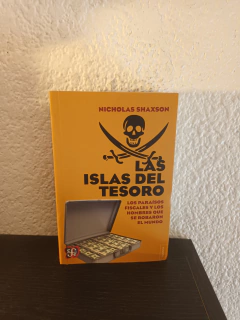 NICHOLAS SHAXSON
LAS
ISLAS DEL
TESORO
LOS PARAÍSOS
FISCALES Y LOS
HOMBRES QUE
SE ROBARON
EL MUNDO